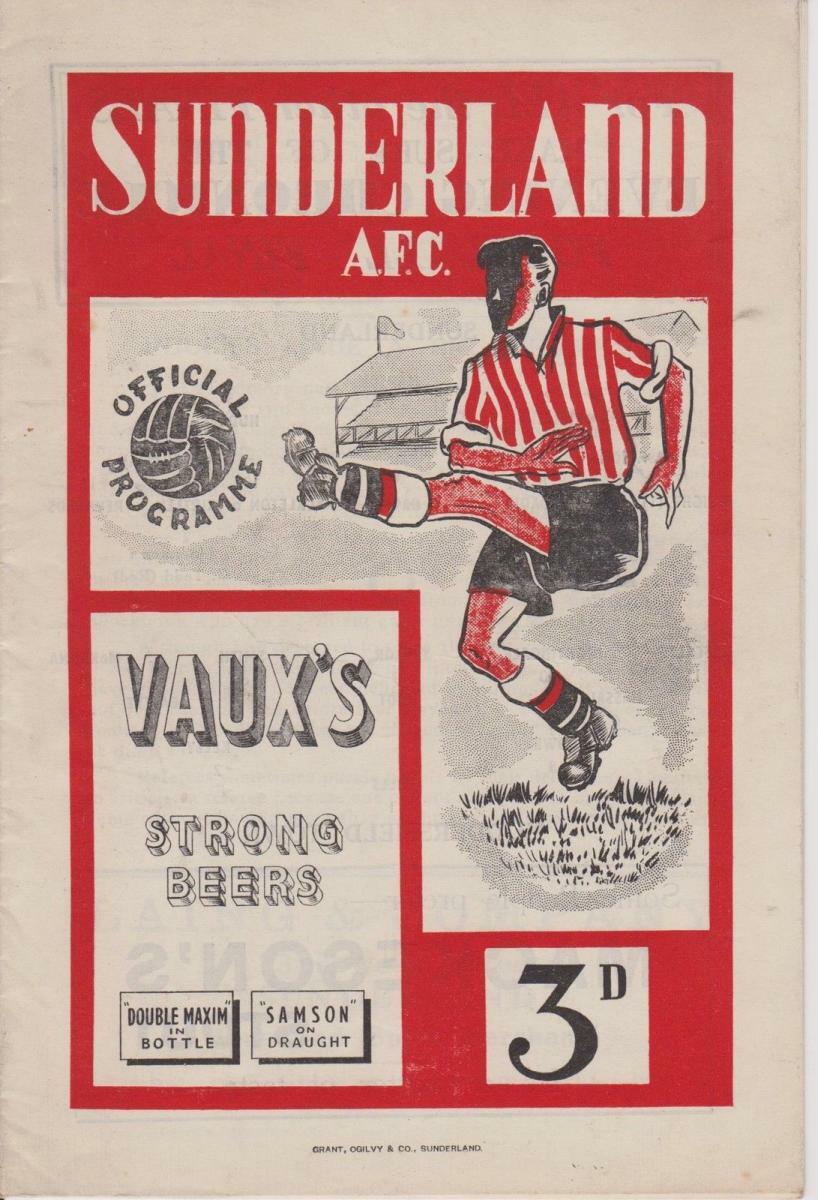 SUNDERLAND
A.F.C.
OFFICIAL
PROGRAMME
VAUX'S
STRONG
BEERS
"DOUBLE MAXIM"
IN
BOTTLE
"SAMSON"
ON
DRAUGHT
3D
GRANT, OGILVY & CO., SUNDERLAND.